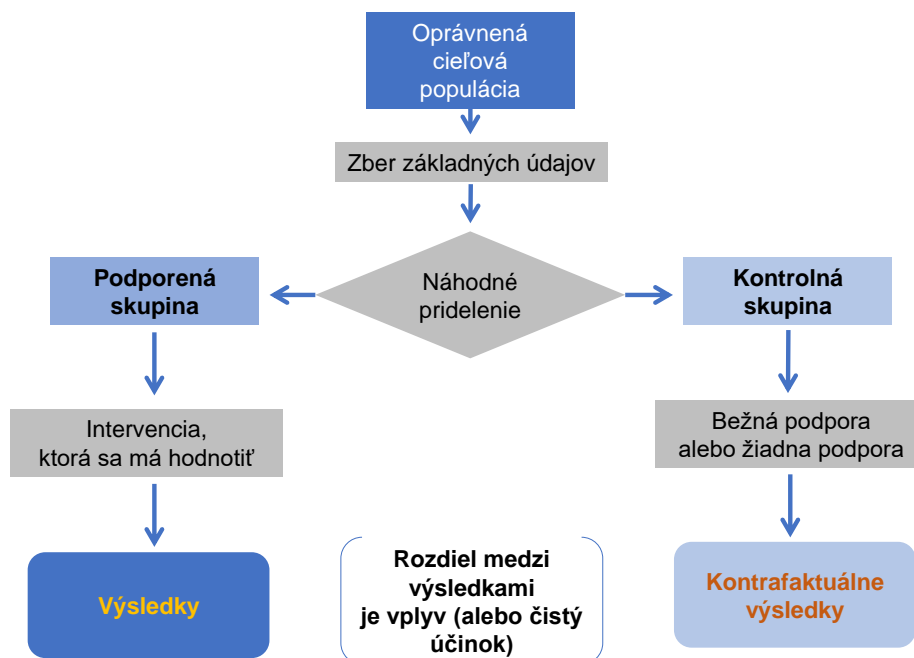 Oprávnená
cieľová
populácia
Zber základných údajov
Náhodné
pridelenie
Podporená
skupina
Kontrolná
skupina
Intervencia,
ktorá sa má hodnotiť
Bežná podpora
alebo žiadna podpora
Výsledky
Rozdiel medzi
výsledkami
je vplyv (alebo čistý
účinok)
Kontrafaktuálne
výsledky